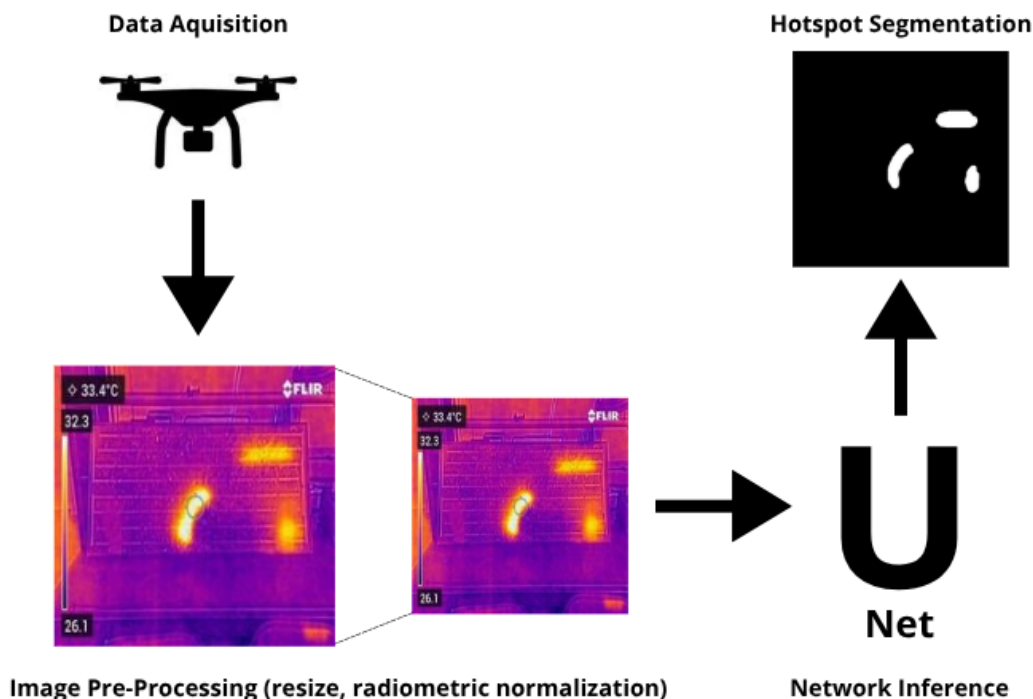 Data Aquisition
Hotspot Segmentation
33.4°C
FLIR
32.3
26.1
33.4°C
FLIR
32.3
26.1
U
Net
Image Pre-Processing (resize, radiometric normalization)
Network Inference